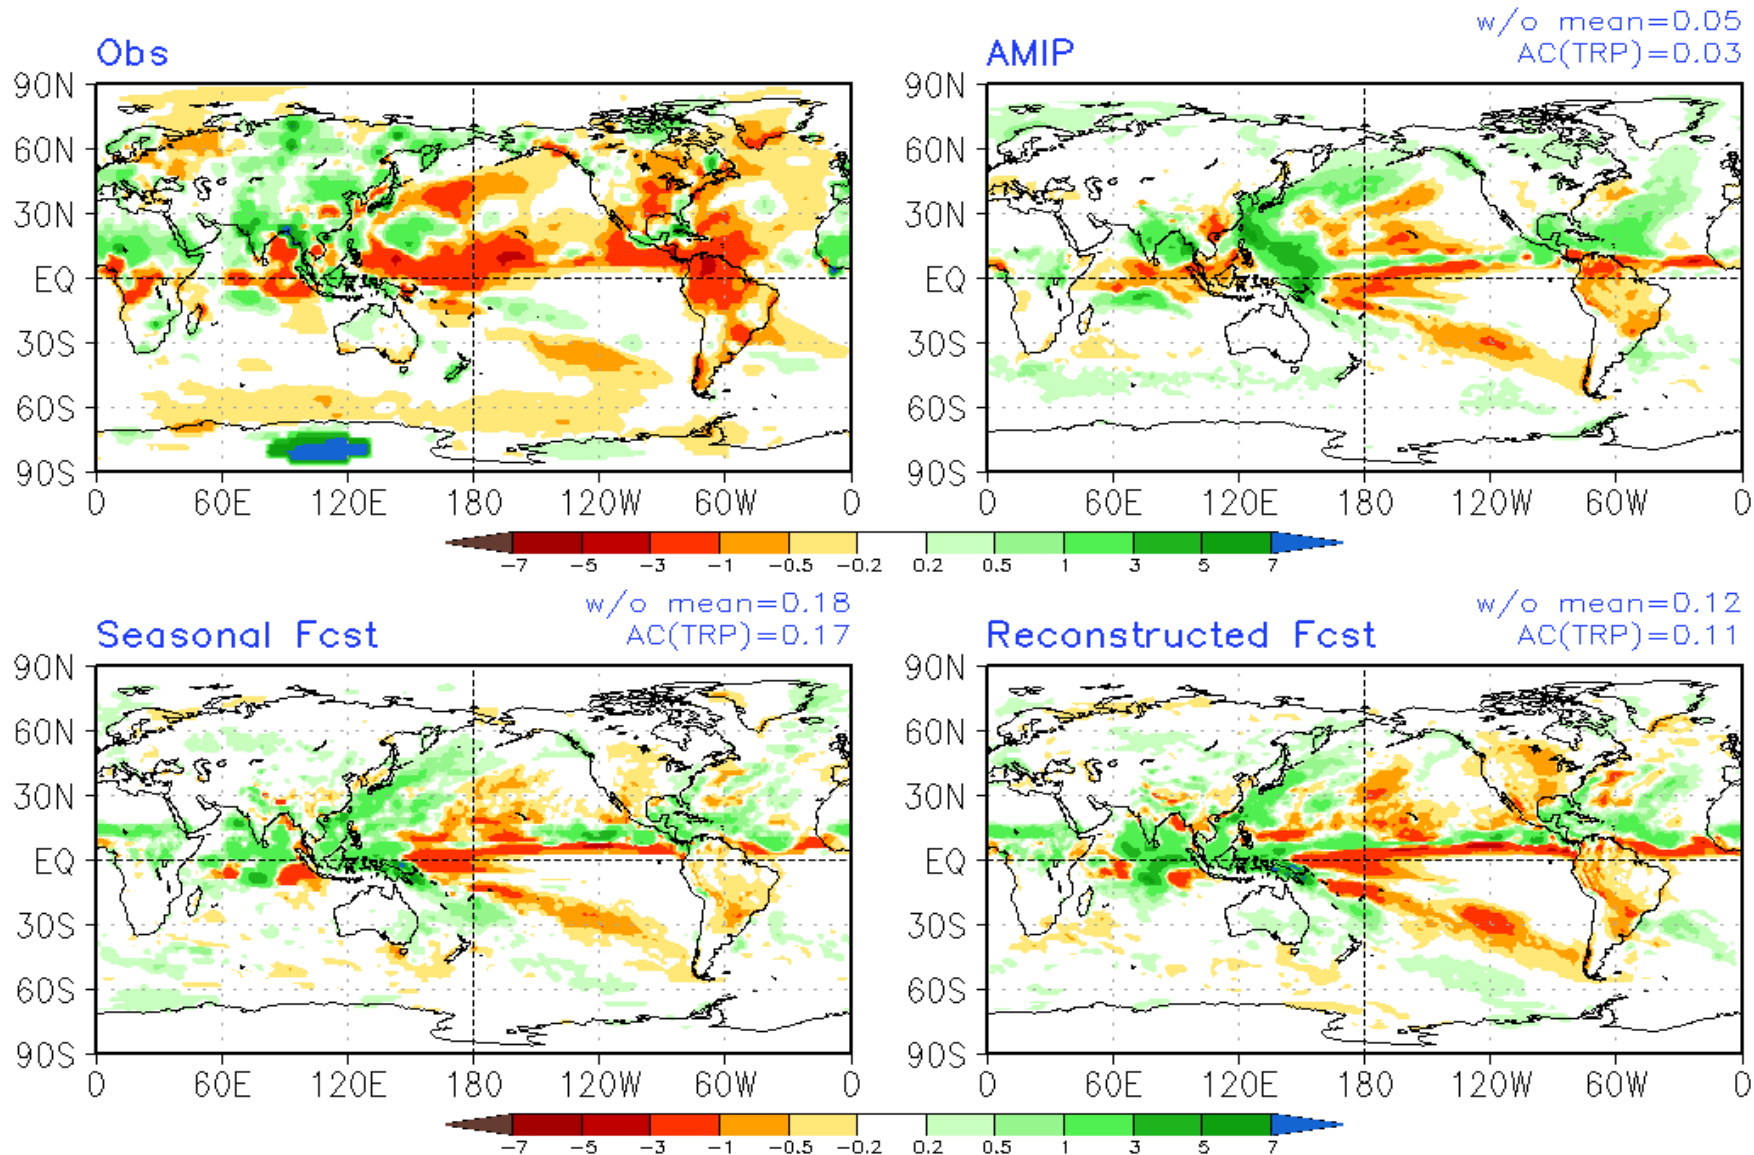 w/o mean=0.05
Obs
AMIP
AC(TRP)=0.03
90N
60N
30N
EQ
30S
60S
90S
0 60E 120E 180 120W 60W 0
90N
60N
30N
EQ
30S
60S
90S
0 60E 120E 180 120W 60W 0
-7 -5 -3 -1 -0.5 -0.2 0.2 0.5 1 3 5 7
w/o mean=0.18
Seasonal Fcst
AC(TRP)=0.17
w/o mean=0.12
Reconstructed Fcst
AC(TRP)=0.11
90N
60N
30N
EQ
30S
60S
90S
0 60E 120E 180 120W 60W 0
90N
60N
30N
EQ
30S
60S
90S
0 60E 120E 180 120W 60W 0
-7 -5 -3 -1 -0.5 -0.2 0.2 0.5 1 3 5 7